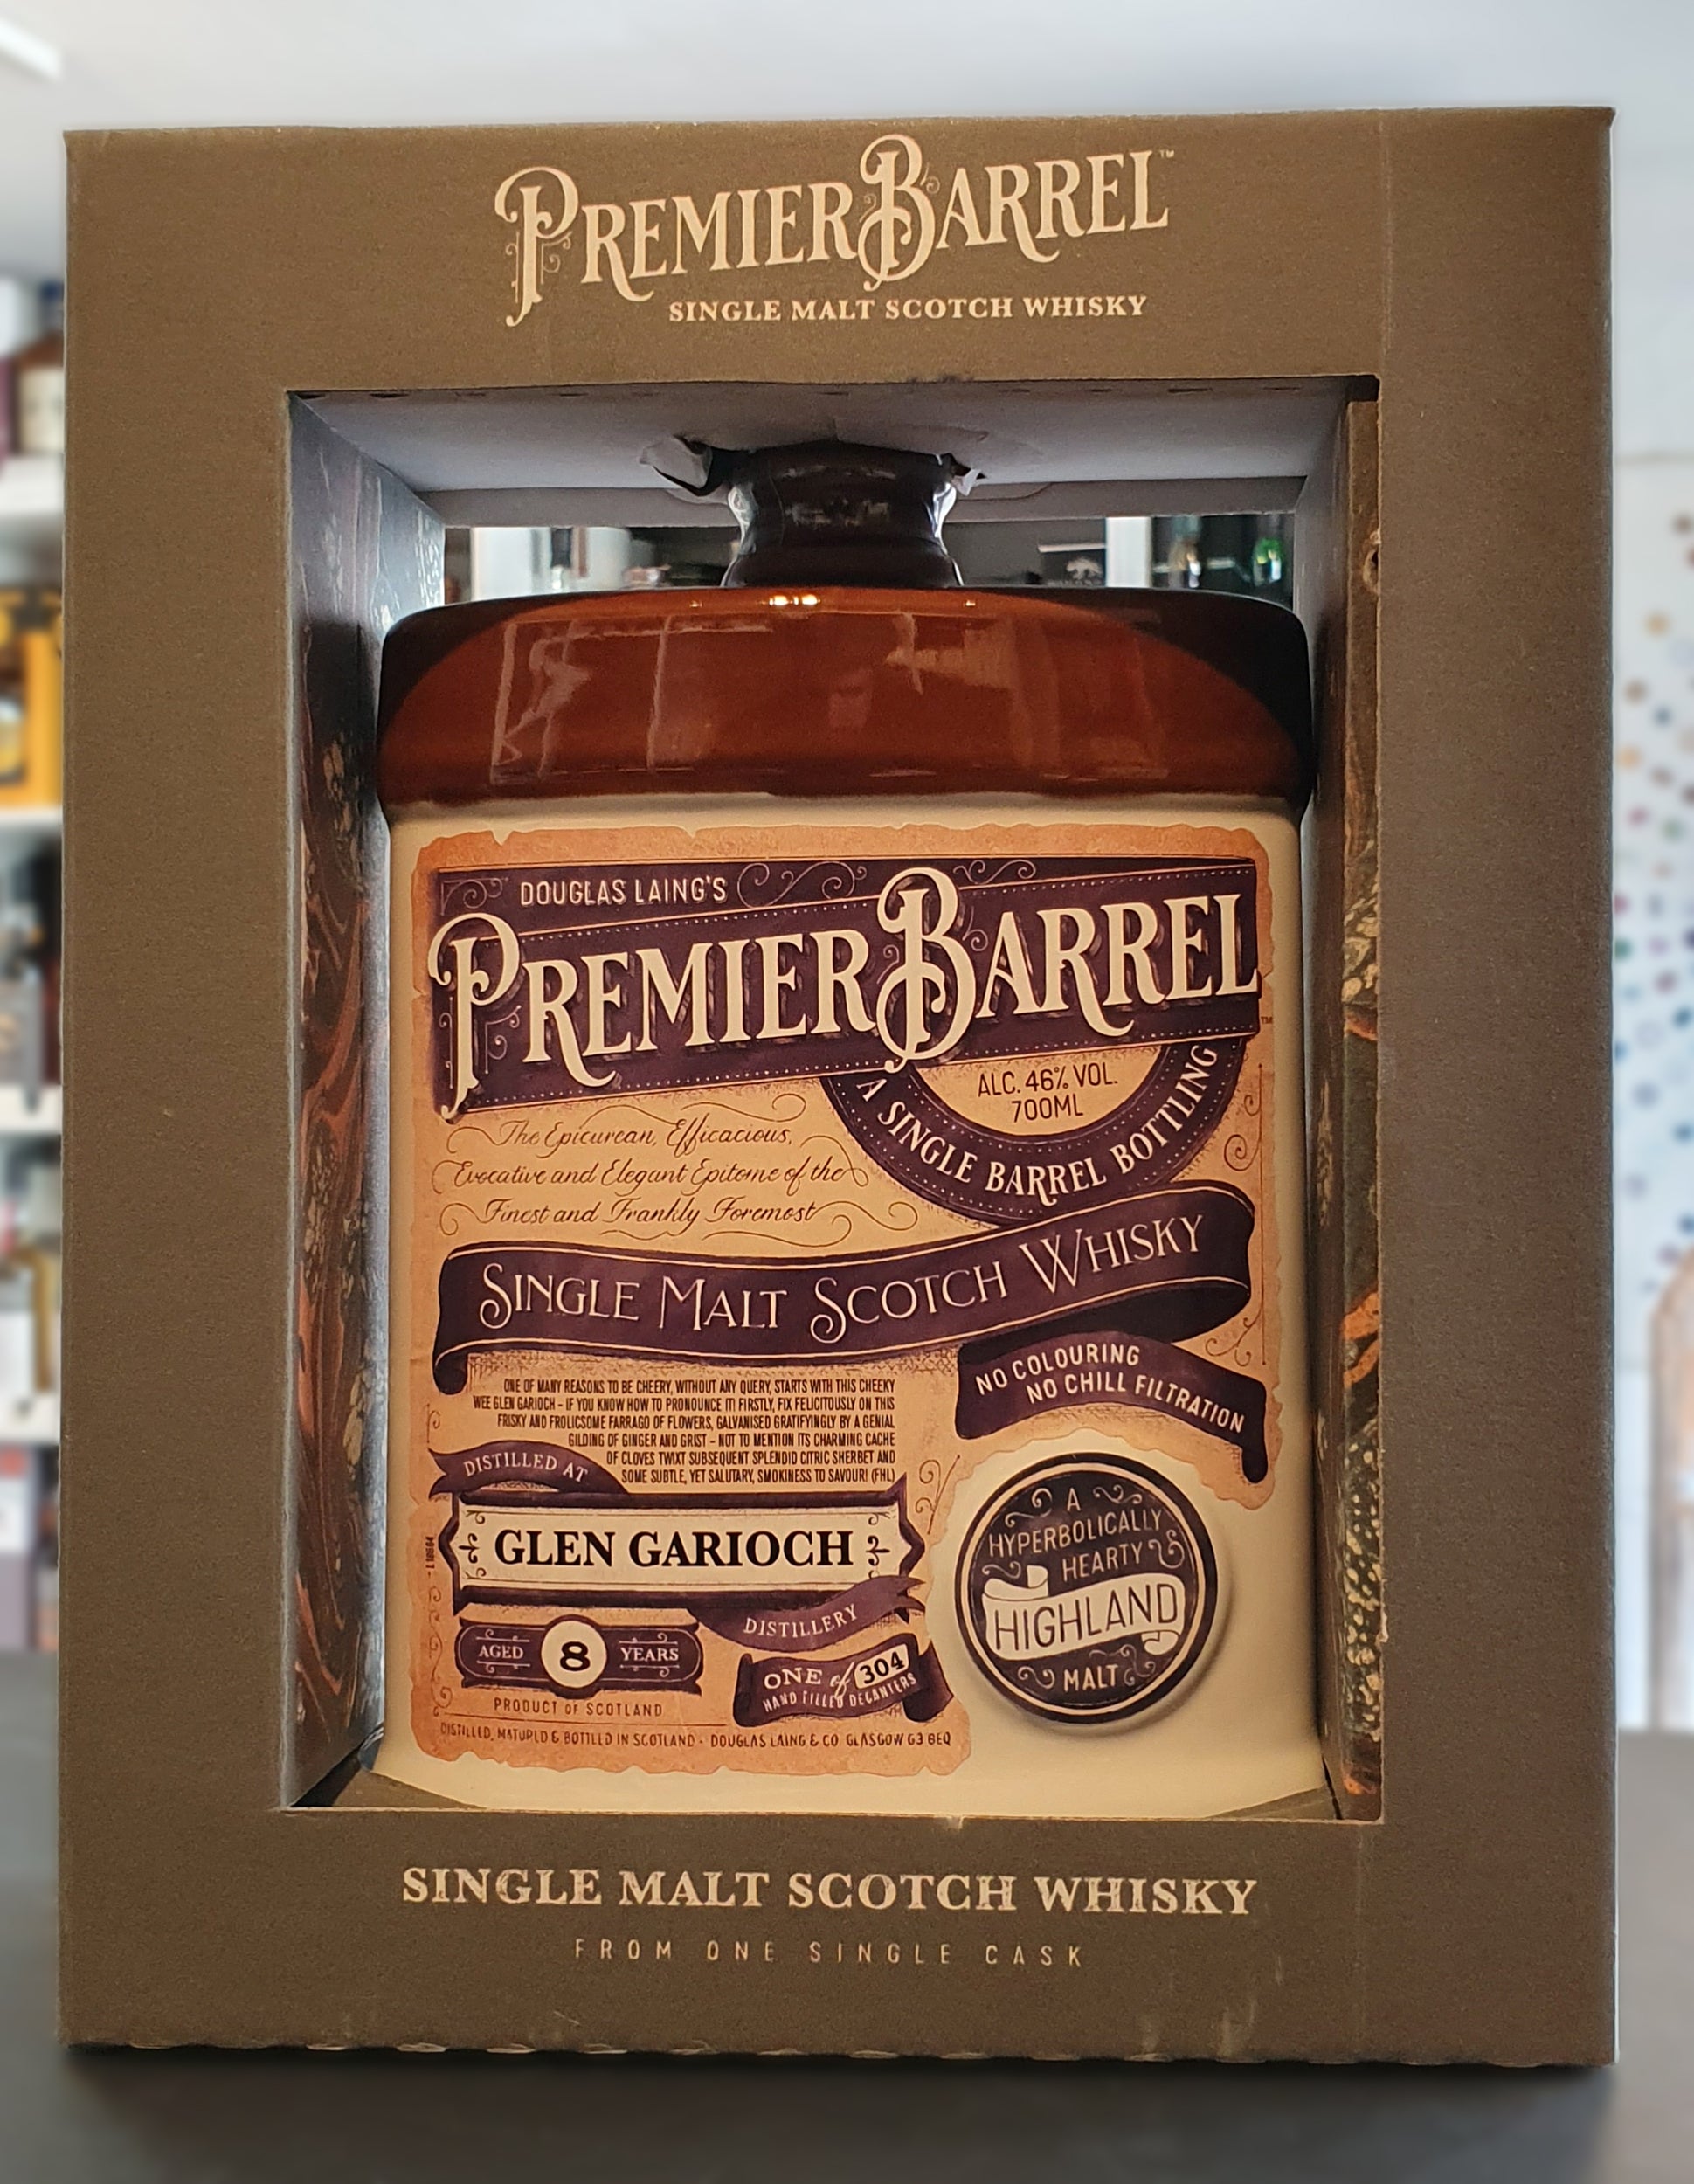 PREMIER BARREL™
SINGLE MALT SCOTCH WHISKY
DOUGLAS LAING'S
PREMIER BARREL™
ALC. 46% VOL.
700ML
A SINGLE BARREL BOTTLING
The Epicurean, Efficacious,
Evocative and Elegant Epitome of the
Finest and Frankly Foremost
SINGLE MALT SCOTCH WHISKY
NO COLOURING
NO CHILL FILTRATION
ONE OF MANY REASONS TO BE CHEERY, WITHOUT ANY QUERY, STARTS WITH THIS CHEEKY
WEE GLEN GARIOCH - IF YOU KNOW HOW TO PRONOUNCE IT! FIRSTLY, FIX FELICITOUSLY ON THIS
FRISKY AND FROLICSOME FARRAGO OF FLOWERS, GALVANISED GRATIFYINGLY BY A GENIAL
GILDING OF GINGER AND GRIST - NOT TO MENTION ITS CHARMING CACHE
OF CLOVES TWIXT SUBSEQUENT SPLENDID CITRIC SHERBET AND
SOME SUBTLE, YET SALUTARY, SMOKINESS TO SAVOUR! (FHL)
DISTILLED AT
GLEN GARIOCH
DISTILLERY
AGED 8 YEARS
ONE of 304
HAND FILLED DECANTERS
PRODUCT OF SCOTLAND
DISTILLED, MATURED & BOTTLED IN SCOTLAND - DOUGLAS LAING & CO GLASGOW G3 6EQ
A
HYPERBOLICALLY
HEARTY
HIGHLAND
MALT
SINGLE MALT SCOTCH WHISKY
FROM ONE SINGLE CASK